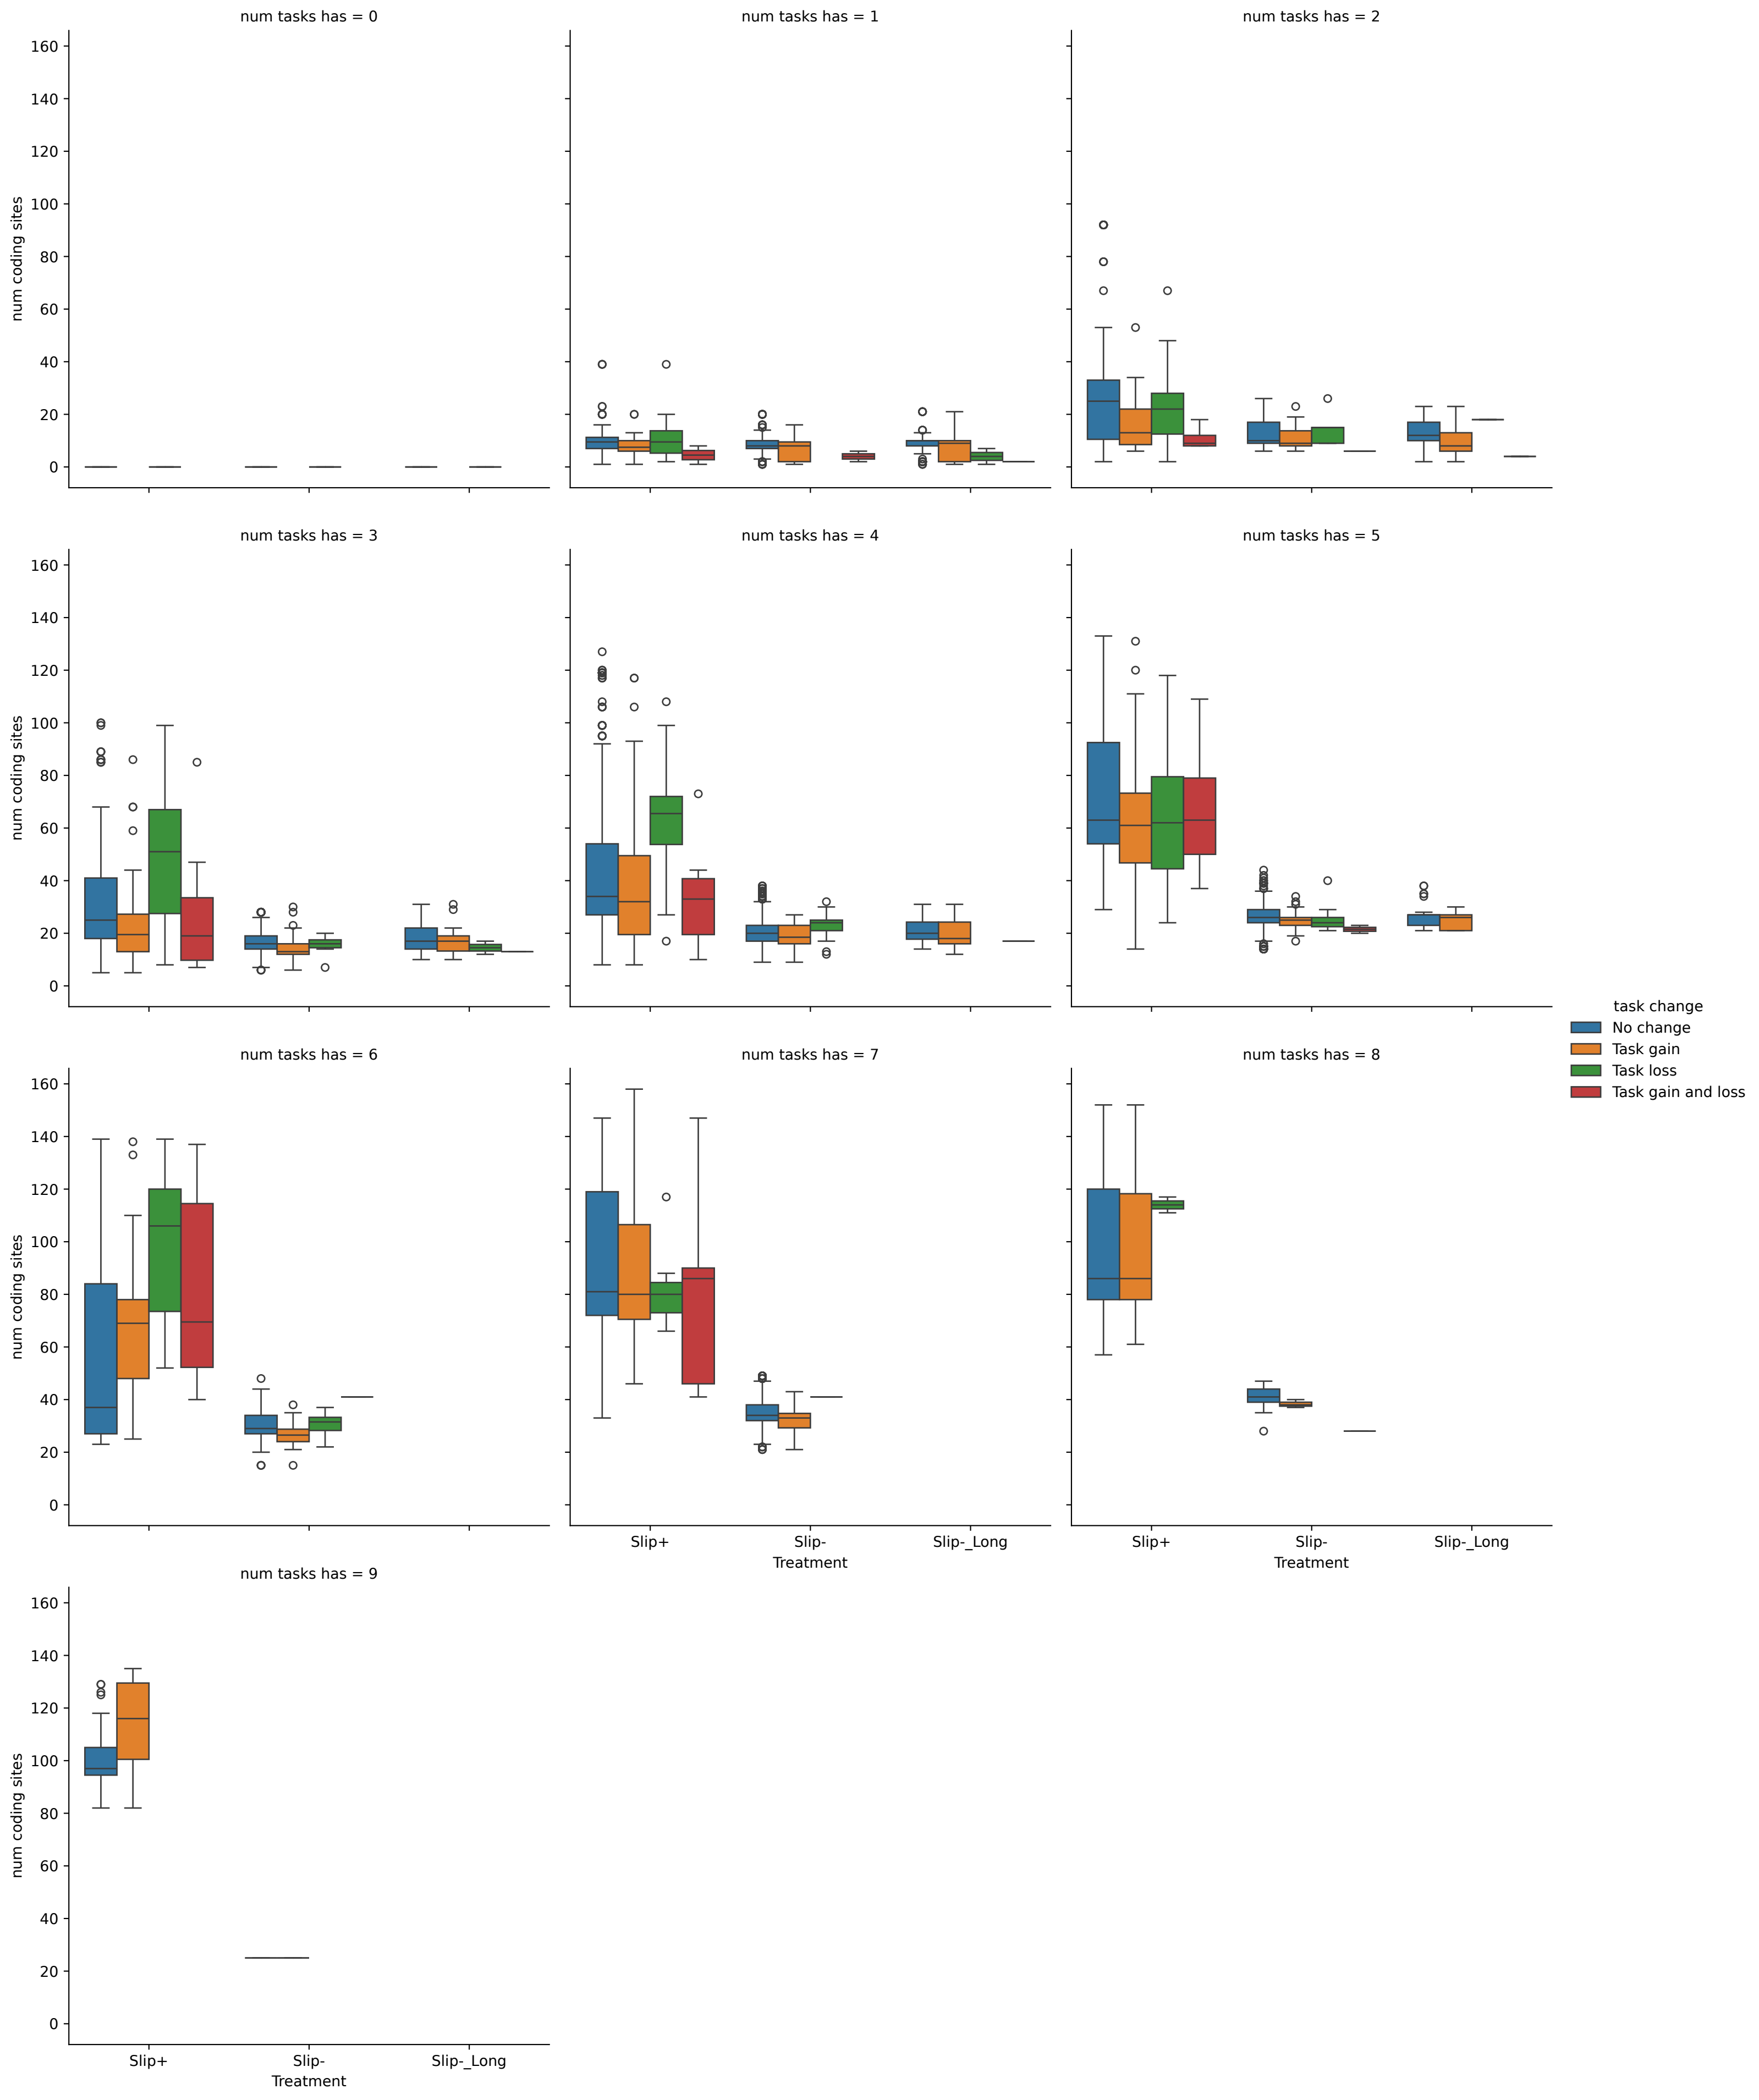 num tasks has = 0
num tasks has = 1
num tasks has = 2
160
140
120
100
80
60
40
20
0
num coding sites
num tasks has = 3
num tasks has = 4
num tasks has = 5
160
140
120
100
80
60
40
20
0
num coding sites
task change
No change
Task gain
Task loss
Task gain and loss
num tasks has = 6
num tasks has = 7
num tasks has = 8
160
140
120
100
80
60
40
20
0
num coding sites
Slip+ Slip- Slip-_Long
Treatment
Slip+ Slip- Slip-_Long
Treatment
num tasks has = 9
160
140
120
100
80
60
40
20
0
num coding sites
Slip+ Slip- Slip-_Long
Treatment